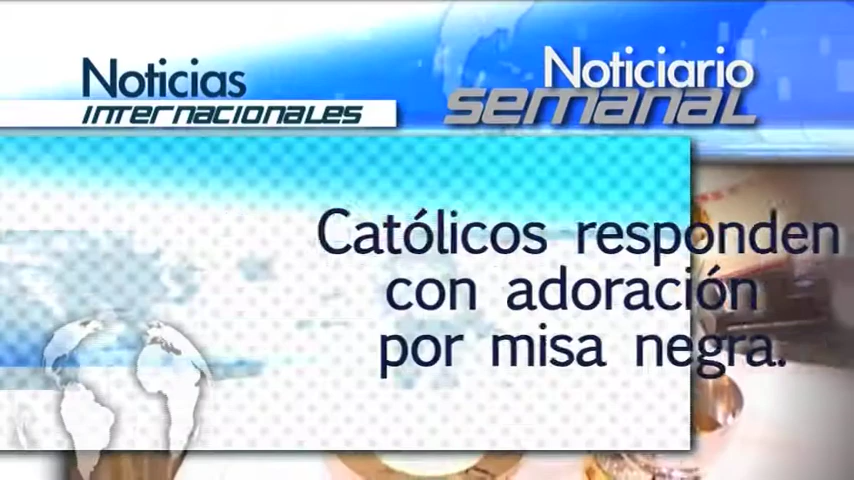 Noticias
internacionales
Noticiario
semanal
Católicos responden
con adoración
por misa negra.